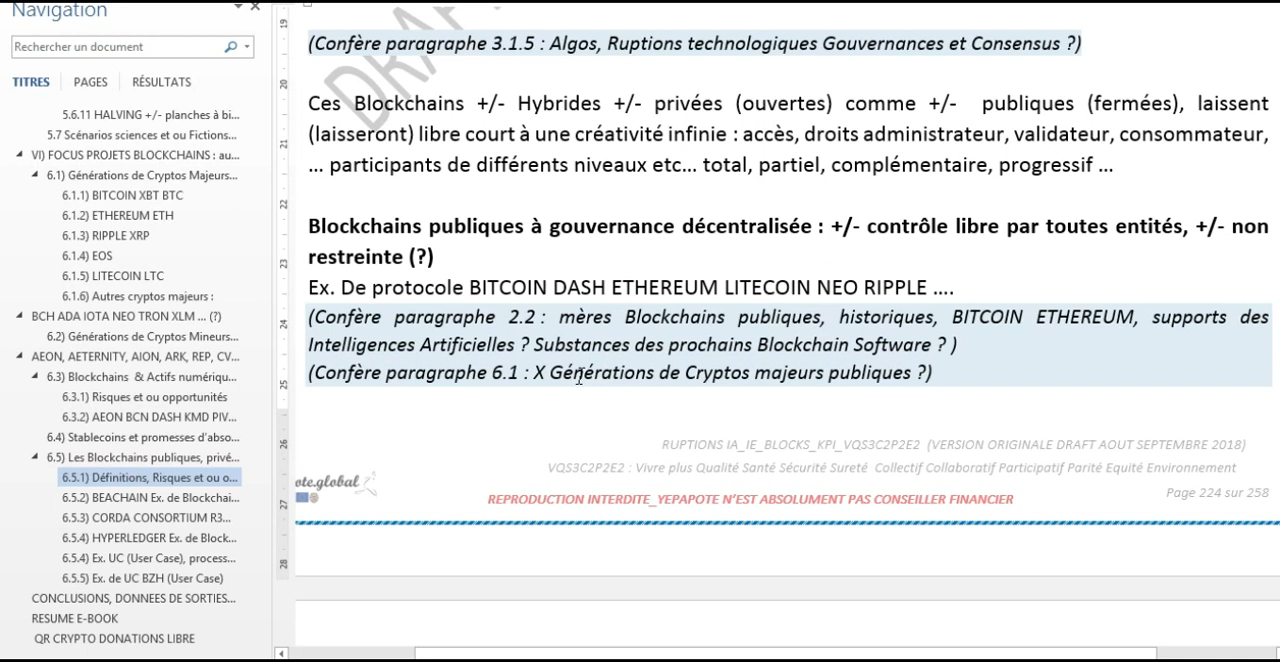 Navigation
Rechercher un document
TITRES PAGES RÉSULTATS
5.6.11 HALVING +/- planches à bi...
5.7 Scénarios sciences et ou Fictions...
VI) FOCUS PROJETS BLOCKCHAINS : au...
6.1) Générations de Cryptos Majeurs...
6.1.1) BITCOIN XBT BTC
6.1.2) ETHEREUM ETH
6.1.3) RIPPLE XRP
6.1.4) EOS
6.1.5) LITECOIN LTC
6.1.6) Autres cryptos majeurs :
BCH ADA IOTA NEO TRON XLM ... (?)
6.2) Générations de Cryptos Mineurs...
AEON, AETERNITY, AION, ARK, REP, CV...
6.3) Blockchains & Actifs numériqu...
6.3.1) Risques et ou opportunités
6.3.2) AEON BCN DASH KMD PIV...
6.4) Stablecoins et promesses d'abso...
6.5) Les Blockchains publiques, privé...
6.5.1) Définitions, Risques et ou o...
6.5.2) BEACHAIN Ex. de Blockchai...
6.5.3) CORDA CONSORTIUM R3...
6.5.4) HYPERLEDGER Ex. de Block...
6.5.4) Ex. UC (User Case), process...
6.5.5) Ex. de UC BZH (User Case)
CONCLUSIONS, DONNEES DE SORTIES...
RESUME E-BOOK
QR CRYPTO DONATIONS LIBRE
19
20
21
22
23
24
25
26
27
28
DRAF
(Confère paragraphe 3.1.5 : Algos, Ruptions technologiques Gouvernances et Consensus ?)
Ces Blockchains +/- Hybrides +/- privées (ouvertes) comme +/- publiques (fermées), laissent
(laisseront) libre court à une créativité infinie : accès, droits administrateur, validateur, consommateur,
... participants de différents niveaux etc... total, partiel, complémentaire, progressif ...
Blockchains publiques à gouvernance décentralisée : +/- contrôle libre par toutes entités, +/- non
restreinte (?)
Ex. De protocole BITCOIN DASH ETHEREUM LITECOIN NEO RIPPLE ....
(Confère paragraphe 2.2 : mères Blockchains publiques, historiques, BITCOIN ETHEREUM, supports des
Intelligences Artificielles ? Substances des prochains Blockchain Software ? )
(Confère paragraphe 6.1 : X Générations de Cryptos majeurs publiques ?)
RUPTIONS IA_IE_BLOCKS_KPI_VQS3C2P2E2 (VERSION ORIGINALE DRAFT AOUT SEPTEMBRE 2018)
VQS3C2P2E2 : Vivre plus Qualité Santé Sécurité Sureté Collectif Collaboratif Participatif Parité Equité Environnement
ote.global
Page 224 sur 258
REPRODUCTION INTERDITE_YEPAPOTE N'EST ABSOLUMENT PAS CONSEILLER FINANCIER